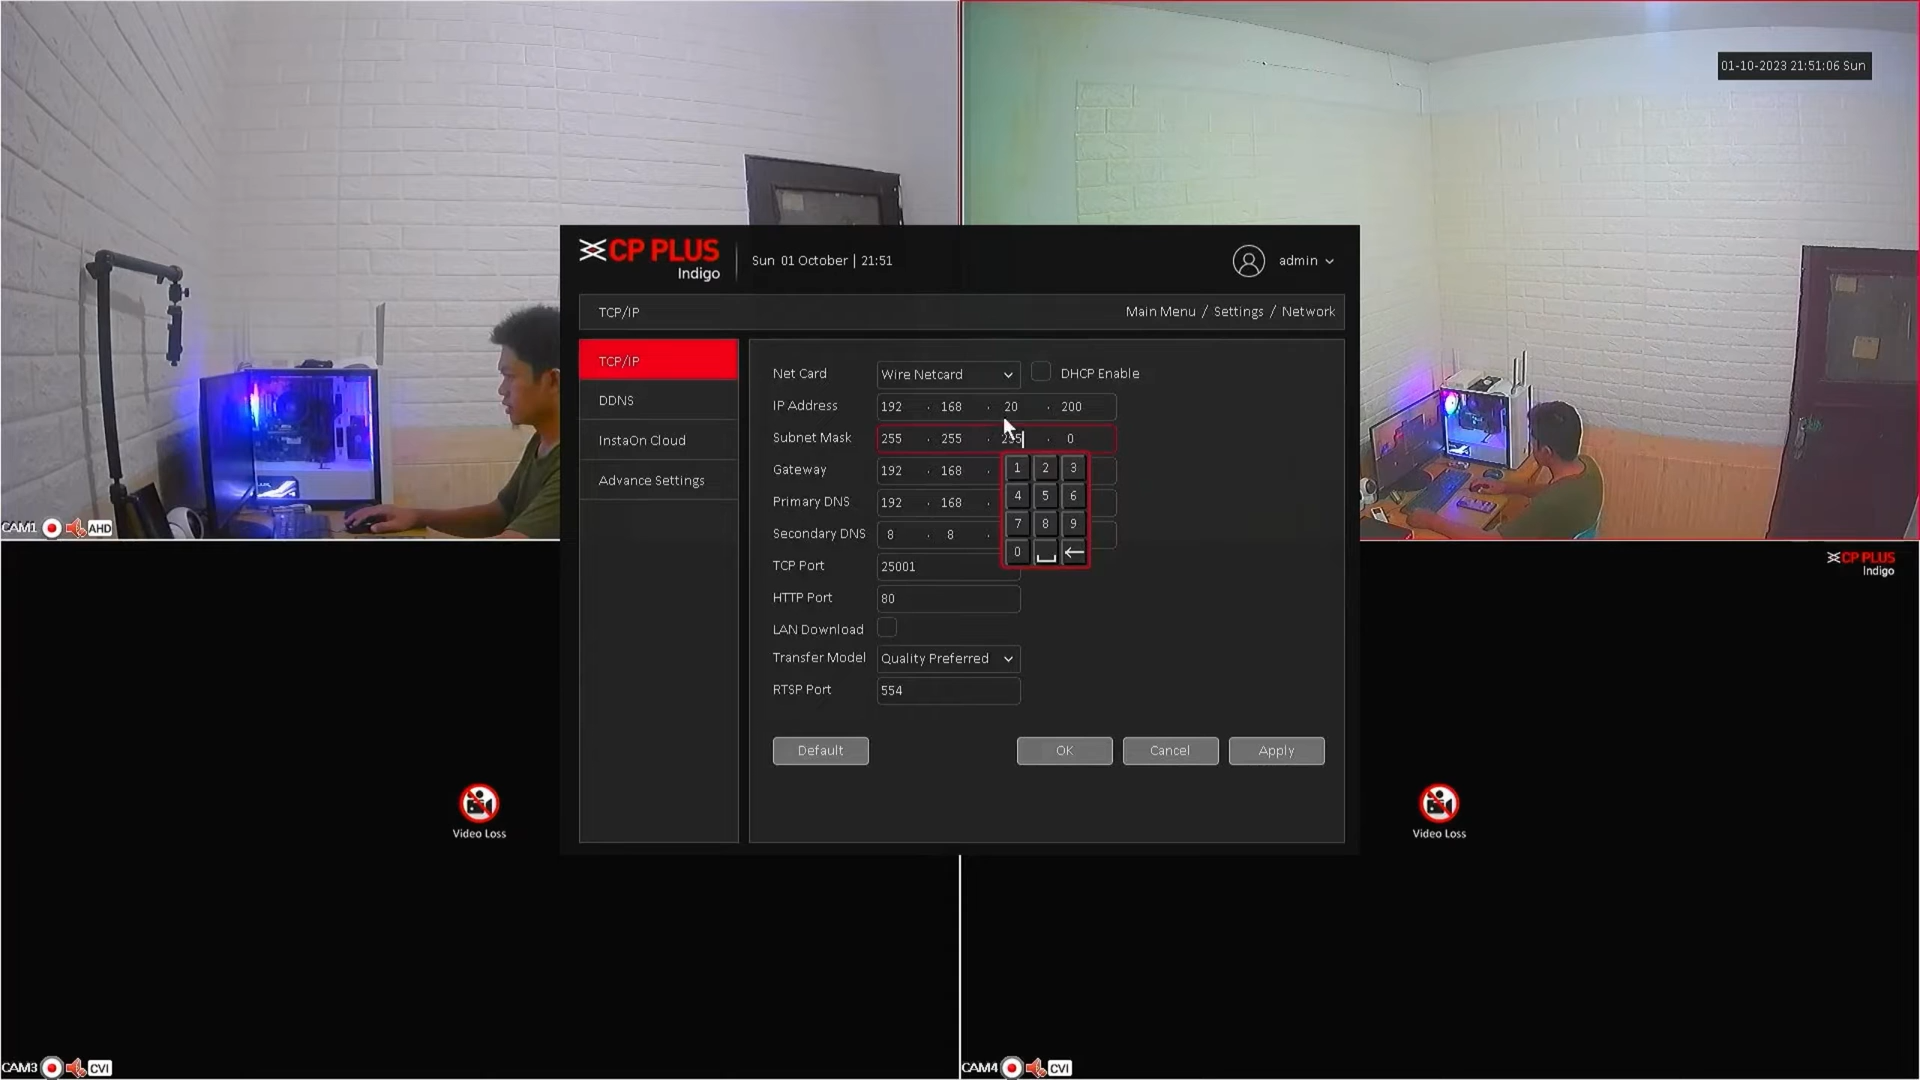 01-10-2023 21:51:06 Sun
CP PLUS
Indigo
Sun 01 October | 21:51
admin
TCP/IP
Main Menu / Settings / Network
TCP/IP
DDNS
InstaOn Cloud
Advance Settings
Net Card Wire Netcard DHCP Enable
IP Address 192 . 168 . 20 . 200
Subnet Mask 255 . 255 . 255 . 0
Gateway 192 . 168 .
Primary DNS 192 . 168 .
Secondary DNS 8 . 8 .
1 2 3
4 5 6
7 8 9
0
TCP Port 25001
HTTP Port 80
LAN Download
Transfer Model Quality Preferred
RTSP Port 554
Default OK Cancel Apply
CAM1 AHD
CP PLUS
Indigo
Video Loss
Video Loss
CAM3 CVI
CAM4 CVI